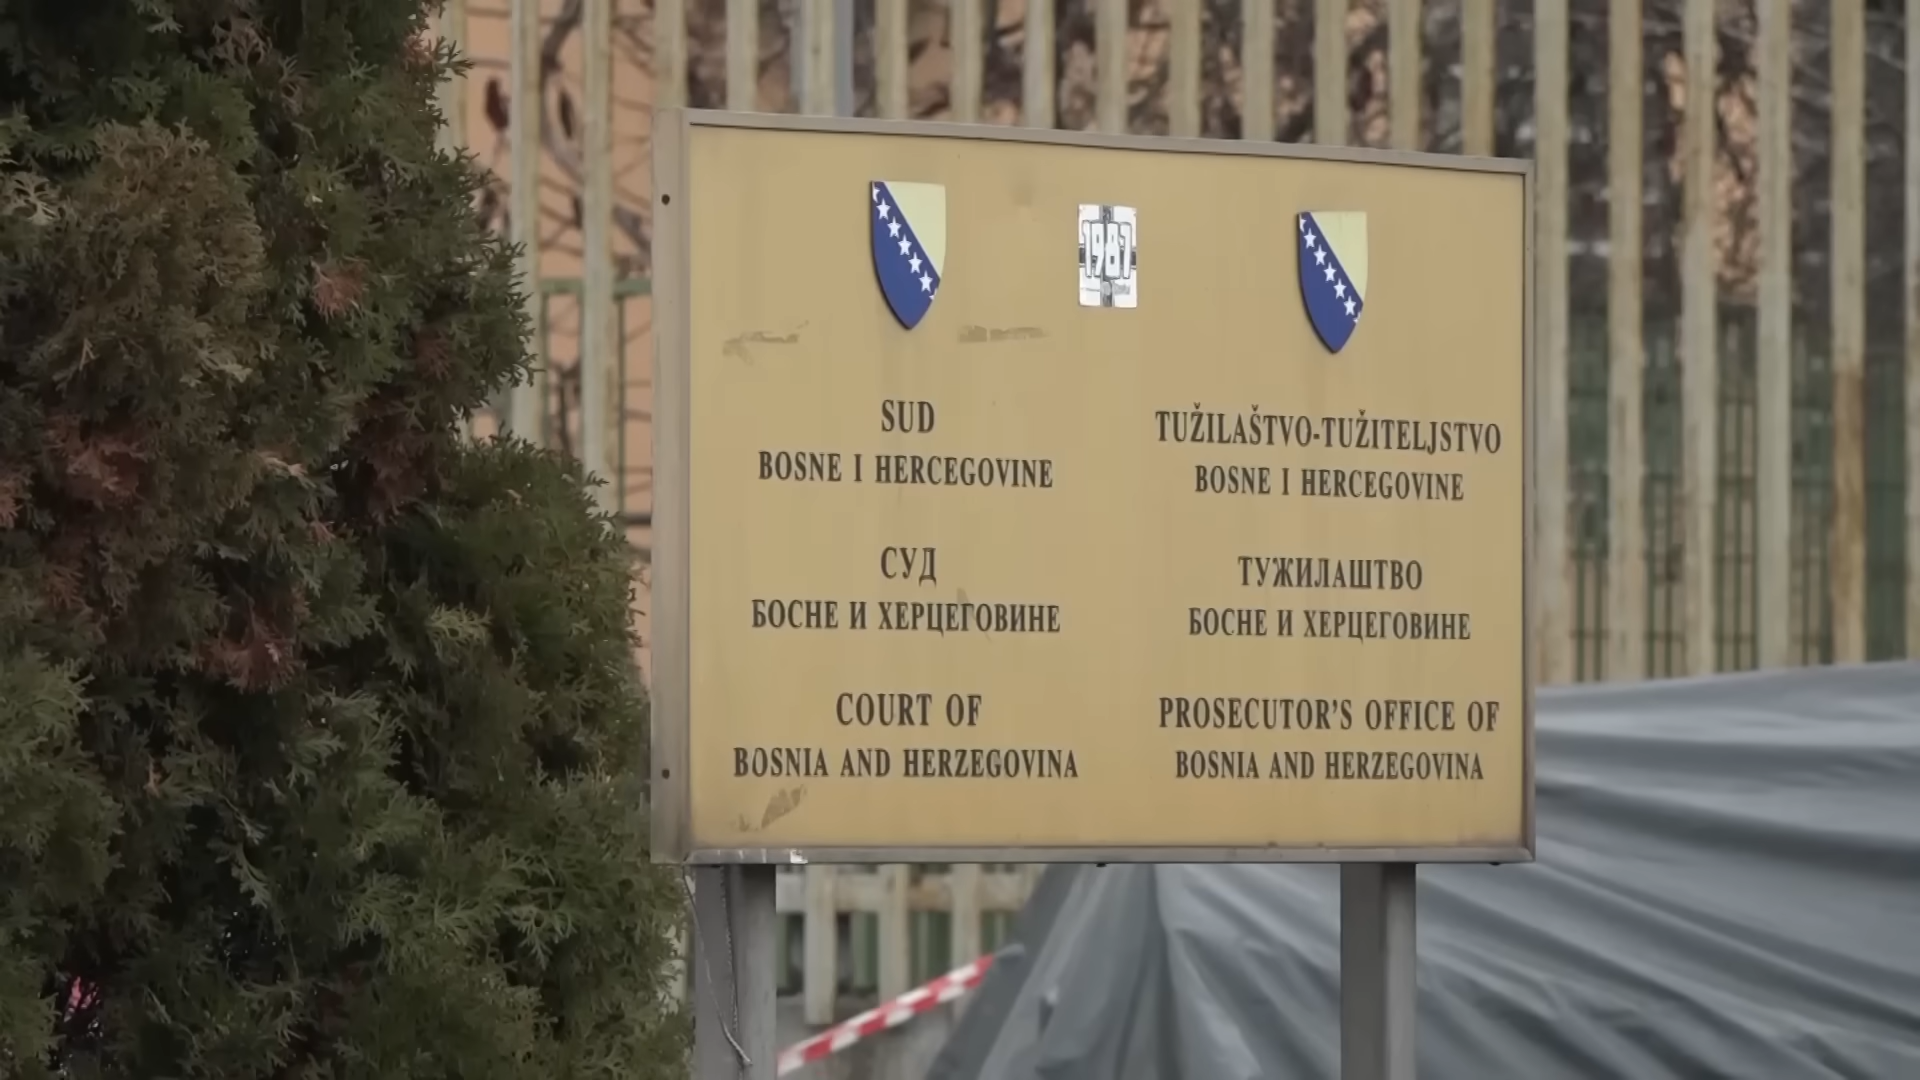 1987
SUD
BOSNE I HERCEGOVINE
СУД
БОСНЕ И ХЕРЦЕГОВИНЕ
COURT OF
BOSNIA AND HERZEGOVINA
TUŽILAŠTVO-TUŽITELJSTVO
BOSNE I HERCEGOVINE
ТУЖИЛАШТВО
БОСНЕ И ХЕРЦЕГОВИНЕ
PROSECUTOR'S OFFICE OF
BOSNIA AND HERZEGOVINA